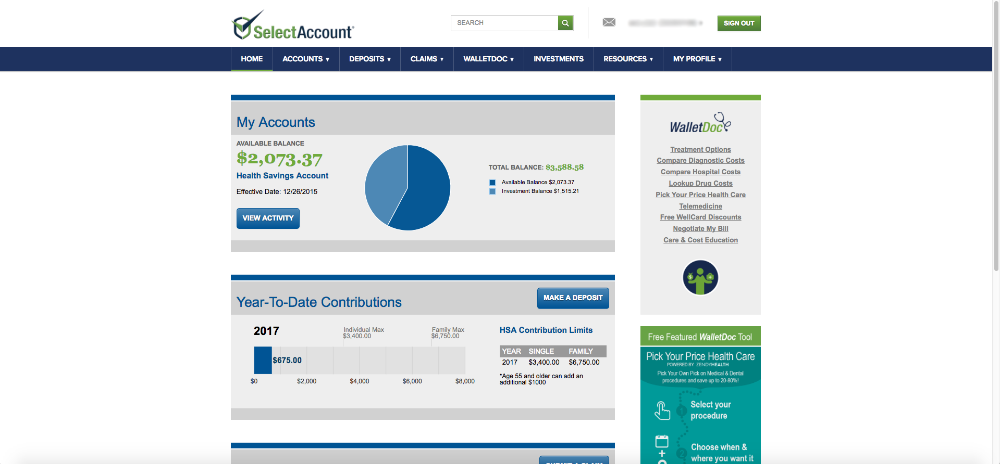 SelectAccount®
SEARCH
SIGN OUT
HOME
ACCOUNTS ▼
DEPOSITS ▼
CLAIMS ▼
WALLETDOC ▼
INVESTMENTS
RESOURCES ▼
MY PROFILE ▼
My Accounts
AVAILABLE BALANCE
$2,073.37
Health Savings Account
Effective Date: 12/26/2015
VIEW ACTIVITY
TOTAL BALANCE: $3,588.58
Available Balance $2,073.37
Investment Balance $1,515.21
Year-To-Date Contributions
MAKE A DEPOSIT
2017
Individual Max
$3,400.00
Family Max
$6,750.00
$675.00
$0 $2,000 $4,000 $6,000 $8,000
HSA Contribution Limits
YEAR SINGLE FAMILY
2017 $3,400.00 $6,750.00
*Age 55 and older can add an
additional $1000
WalletDoc
Treatment Options
Compare Diagnostic Costs
Compare Hospital Costs
Lookup Drug Costs
Pick Your Price Health Care
Telemedicine
Free WellCard Discounts
Negotiate My Bill
Care & Cost Education
Free Featured WalletDoc Tool
Pick Your Price Health Care
POWERED BY ZENDYHEALTH
Pick Your Own Pick on Medical & Dental
procedures and save up to 20-80%!
1
Select your
procedure
2
Choose when &
where you want it
SUBMIT A CLAIM